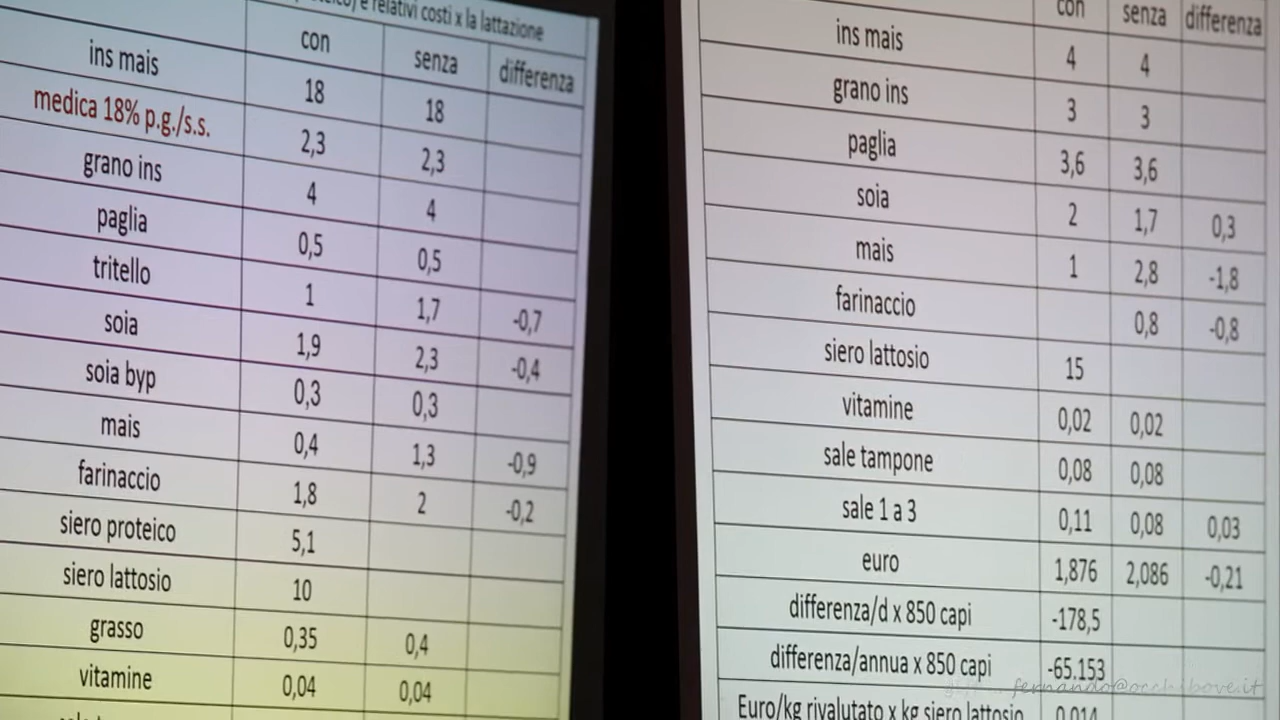 e relativi costi x la lattazione
con senza differenza
ins mais 18 18
medica 18% p.g./s.s. 2,3 2,3
grano ins 4 4
paglia 0,5 0,5
tritello 1 1,7 -0,7
soia 1,9 2,3 -0,4
soia byp 0,3 0,3
mais 0,4 1,3 -0,9
farinaccio 1,8 2 -0,2
siero proteico 5,1
siero lattosio 10
grasso 0,35 0,4
vitamine 0,04 0,04
con senza differenza
ins mais 4 4
grano ins 3 3
paglia 3,6 3,6
soia 2 1,7 0,3
mais 1 2,8 -1,8
farinaccio 0,8 -0,8
siero lattosio 15
vitamine 0,02 0,02
sale tampone 0,08 0,08
sale 1 a 3 0,11 0,08 0,03
euro 1,876 2,086 -0,21
differenza/d x 850 capi -178,5
differenza/annua x 850 capi -65.153
Euro/kg rivalutato x kg siero lattosio 0,014
fernando@occhibove.it